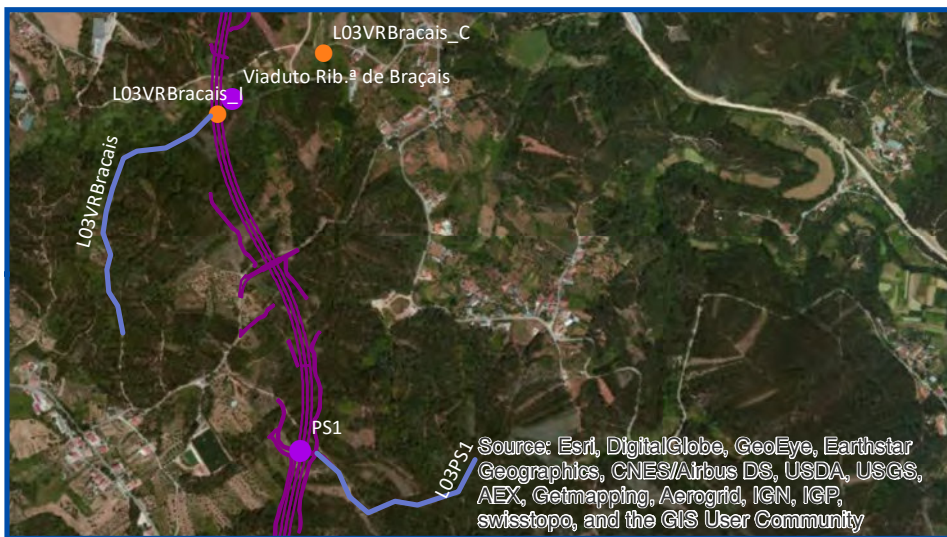 L03VRBracais_C
Viaduto Rib.ª de Braçais
L03VRBracais_I
L03VRBracais
PS1
L03PS1
Source: Esri, DigitalGlobe, GeoEye, Earthstar
Geographics, CNES/Airbus DS, USDA, USGS,
AEX, Getmapping, Aerogrid, IGN, IGP,
swisstopo, and the GIS User Community